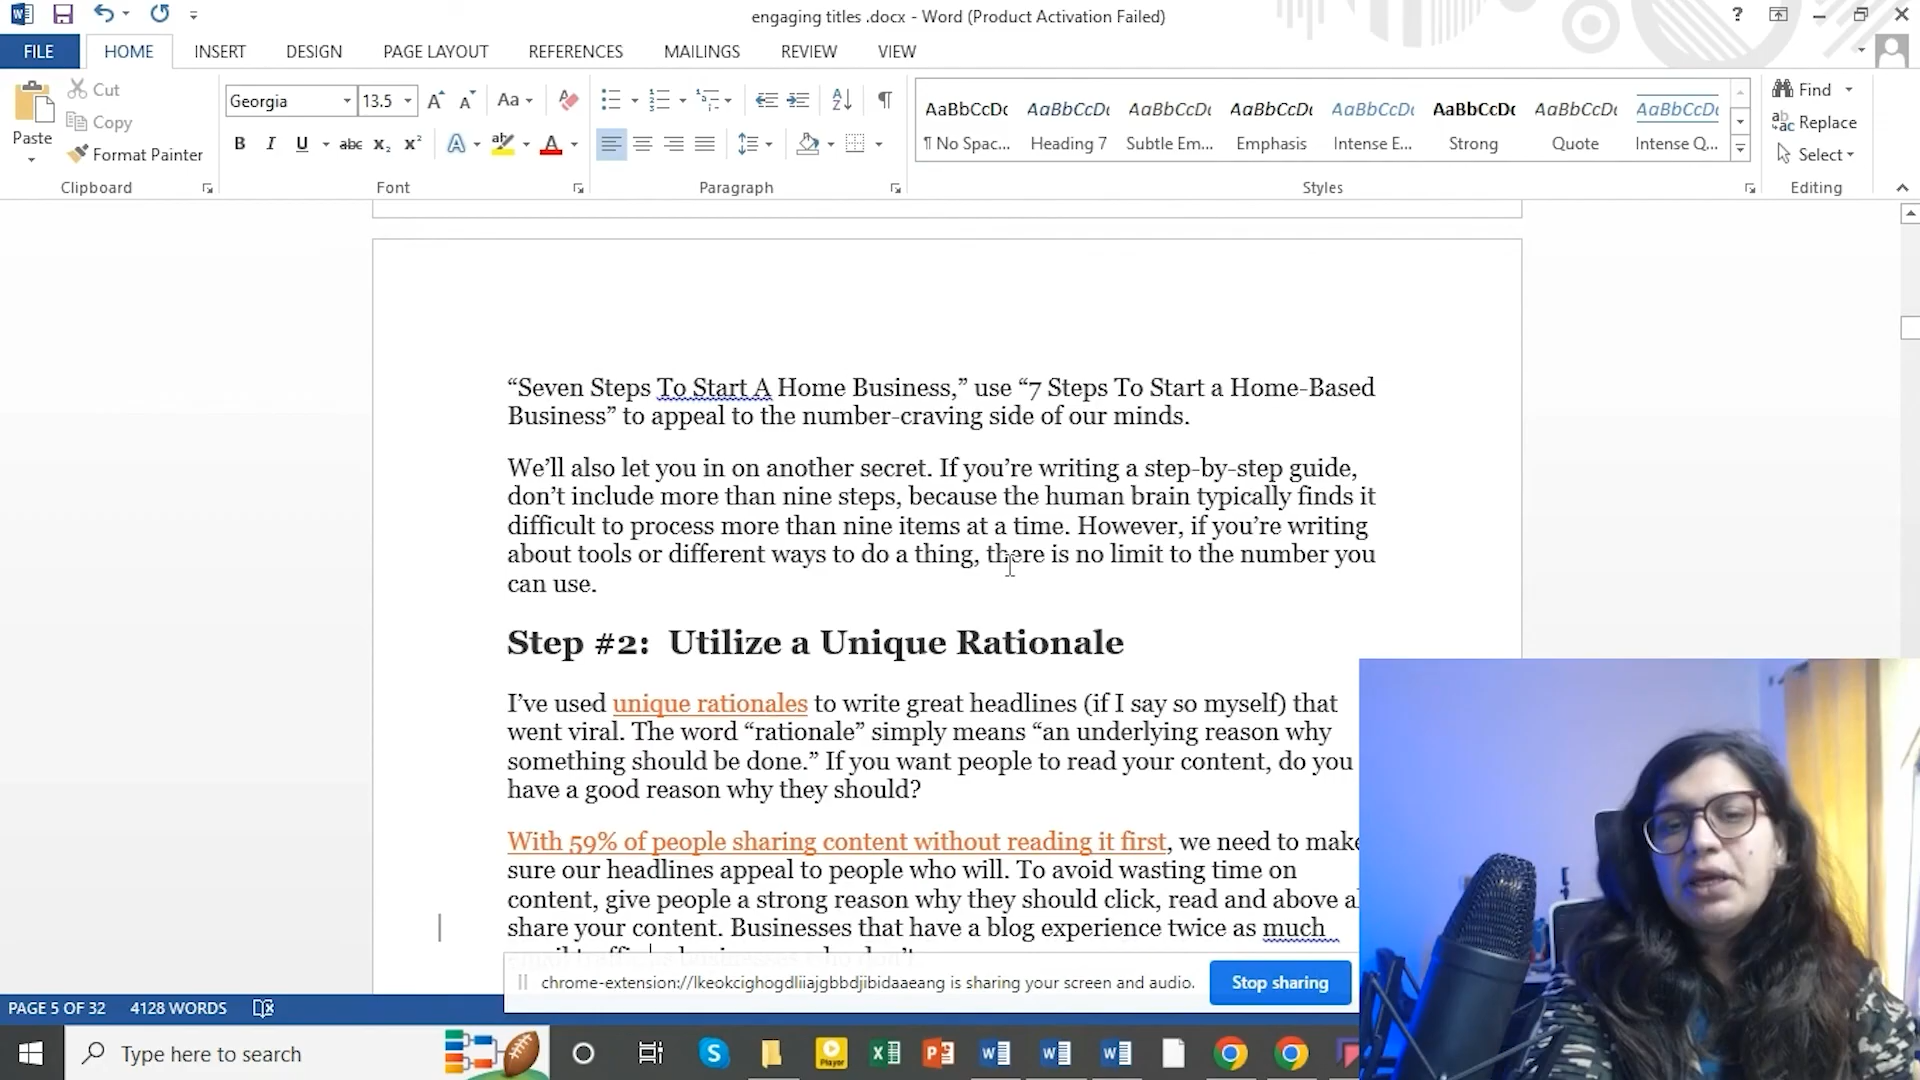 engaging titles .docx - Word (Product Activation Failed)
FILE HOME INSERT DESIGN PAGE LAYOUT REFERENCES MAILINGS REVIEW VIEW
Paste
Cut
Copy
Format Painter
Clipboard
Georgia 13.5
Font
Paragraph
AaBbCcDc AaBbCcDc AaBbCcDc AaBbCcDc AaBbCcDc AaBbCcDc AaBbCcDc AaBbCcDc
¶ No Spac... Heading 7 Subtle Em... Emphasis Intense E... Strong Quote Intense Q...
Styles
Find
Replace
Select
Editing
“Seven Steps To Start A Home Business,” use “7 Steps To Start a Home-Based
Business” to appeal to the number-craving side of our minds.
We’ll also let you in on another secret. If you’re writing a step-by-step guide,
don’t include more than nine steps, because the human brain typically finds it
difficult to process more than nine items at a time. However, if you’re writing
about tools or different ways to do a thing, there is no limit to the number you
can use.
Step #2: Utilize a Unique Rationale
I’ve used unique rationales to write great headlines (if I say so myself) that
went viral. The word “rationale” simply means “an underlying reason why
something should be done.” If you want people to read your content, do you
have a good reason why they should?
With 59% of people sharing content without reading it first, we need to make
sure our headlines appeal to people who will. To avoid wasting time on
content, give people a strong reason why they should click, read and above
share your content. Businesses that have a blog experience twice as much
chrome-extension://lkeokcighogdliiajgbbdjibidaaeang is sharing your screen and audio.
Stop sharing
PAGE 5 OF 32 4128 WORDS
Type here to search